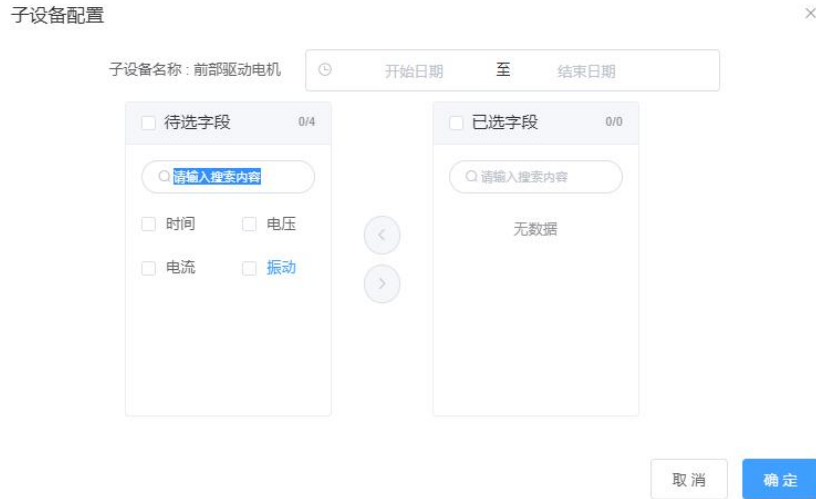 子设备配置
子设备名称 : 前部驱动电机 开始日期 至 结束日期
待选字段 0/4 已选字段 0/0
请输入搜索内容 请输入搜索内容
时间 电压 无数据
电流 振动
取消 确定